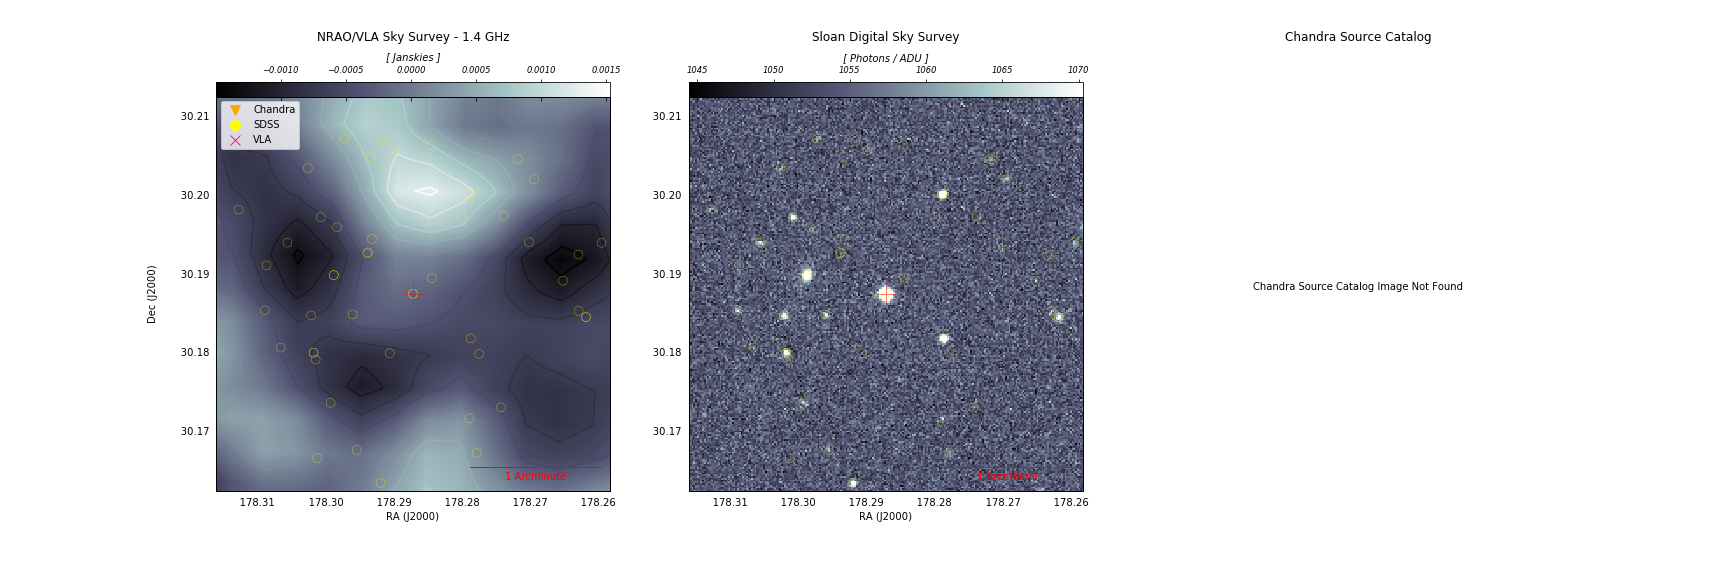 NRAO/VLA Sky Survey - 1.4 GHz
[ Janskies ]
−0.0010 −0.0005 0.0000 0.0005 0.0010 0.0015
Chandra
SDSS
VLA
30.21
30.20
30.19
30.18
30.17
Dec (J2000)
1 Arcminute
178.31 178.30 178.29 178.28 178.27 178.26
RA (J2000)
Sloan Digital Sky Survey
[ Photons / ADU ]
1045 1050 1055 1060 1065 1070
30.21
30.20
30.19
30.18
30.17
1 Arcminute
178.31 178.30 178.29 178.28 178.27 178.26
RA (J2000)
Chandra Source Catalog
Chandra Source Catalog Image Not Found